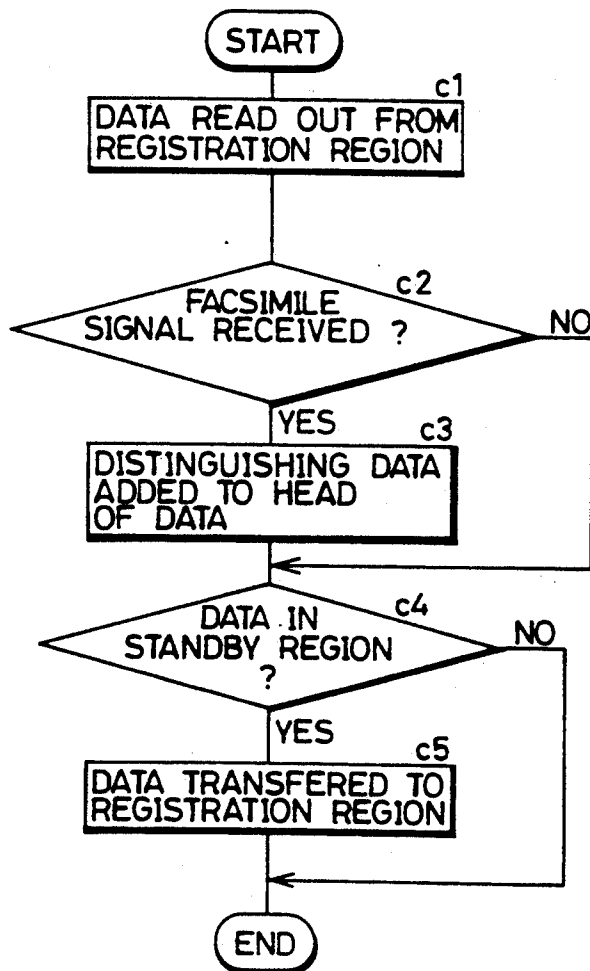 START
c1
DATA READ OUT FROM
REGISTRATION REGION
c2
FACSIMILE
SIGNAL RECEIVED ?
NO
YES
c3
DISTINGUISHING DATA
ADDED TO HEAD
OF DATA
c4
DATA IN
STANDBY REGION
?
NO
YES
c5
DATA TRANSFERED TO
REGISTRATION REGION
END